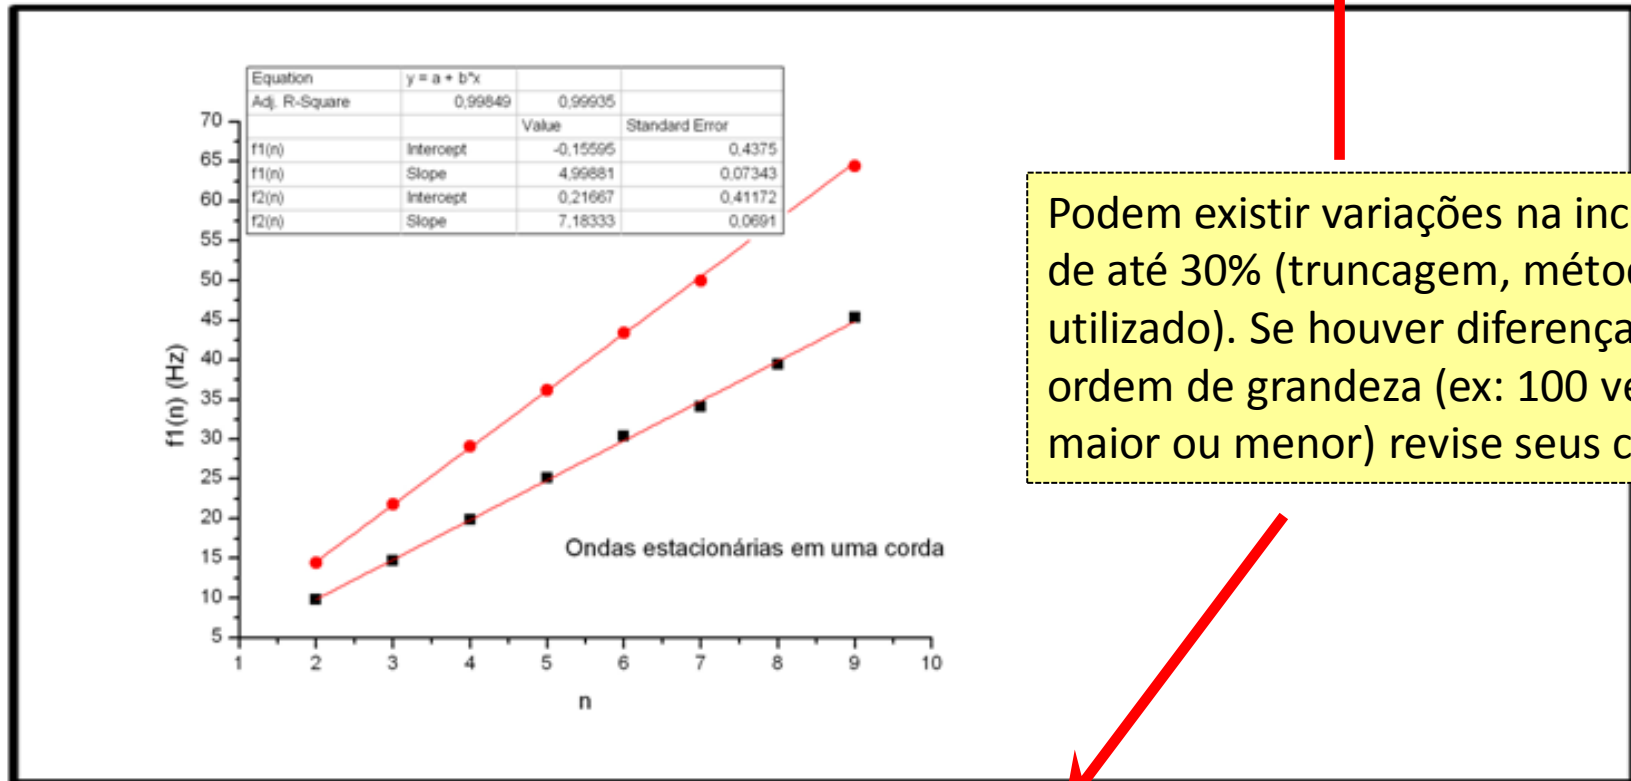 Equation y = a + b*x
Adj. R-Square 0,99849 0,99935
Value Standard Error
f1(n) Intercept -0,15595 0,4375
f1(n) Slope 4,99881 0,07343
f2(n) Intercept 0,21667 0,41172
f2(n) Slope 7,18333 0,0691
70
65
60
55
50
45
40
35
30
25
20
15
10
5
f1(n) (Hz)
1 2 3 4 5 6 7 8 9 10
n
Ondas estacionárias em uma corda
Podem existir variações na inc
de até 30% (truncagem, méto
utilizado). Se houver diferença
ordem de grandeza (ex: 100 ve
maior ou menor) revise seus c